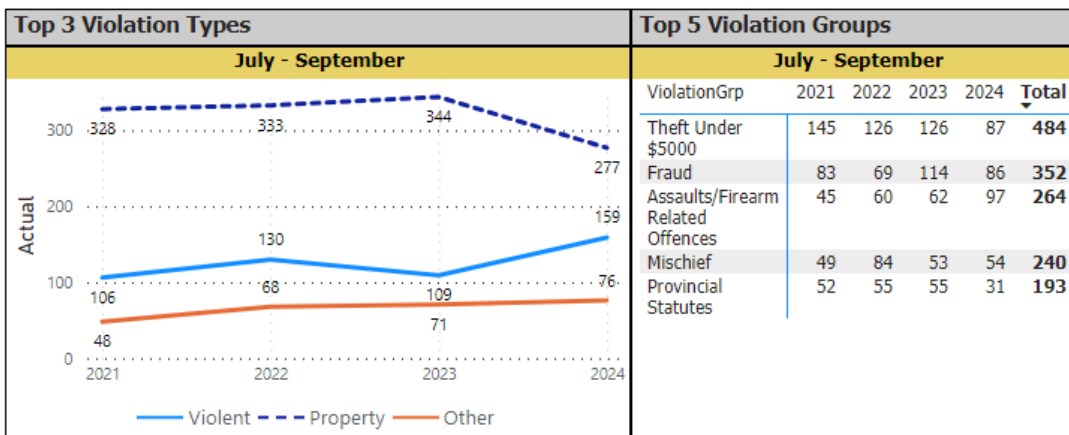 Top 3 Violation Types
July - September
Actual
300
200
100
0
328
333
344
277
106
130
109
159
48
68
71
76
2021 2022 2023 2024
Violent Property Other
Top 5 Violation Groups
July - September
ViolationGrp 2021 2022 2023 2024 Total
Theft Under 145 126 126 87 484
$5000
Fraud 83 69 114 86 352
Assaults/Firearm 45 60 62 97 264
Related
Offences
Mischief 49 84 53 54 240
Provincial 52 55 55 31 193
Statutes